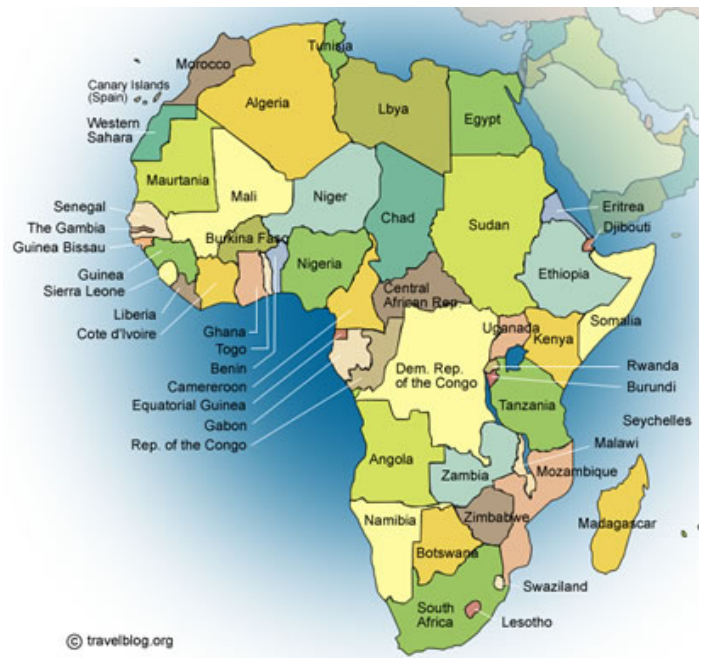 Tunisia
Morocco
Canary Islands
(Spain)
Algeria
Lbya
Egypt
Western
Sahara
Maurtania
Mali
Niger
Chad
Sudan
Senegal
The Gambia
Guinea Bissau
Burkina Faso
Eritrea
Djibouti
Guinea
Sierra Leone
Nigeria
Ethiopia
Central
African Rep.
Liberia
Cote d'Ivoire
Somalia
Ghana
Togo
Benin
Uganada
Kenya
Camereroon
Equatorial Guinea
Gabon
Rep. of the Congo
Dem. Rep.
of the Congo
Rwanda
Burundi
Tanzania
Seychelles
Malawi
Angola
Zambia
Mozambique
Namibia
Zimbabwe
Madagascar
Botswana
Swaziland
South
Africa
Lesotho
© travelblog.org